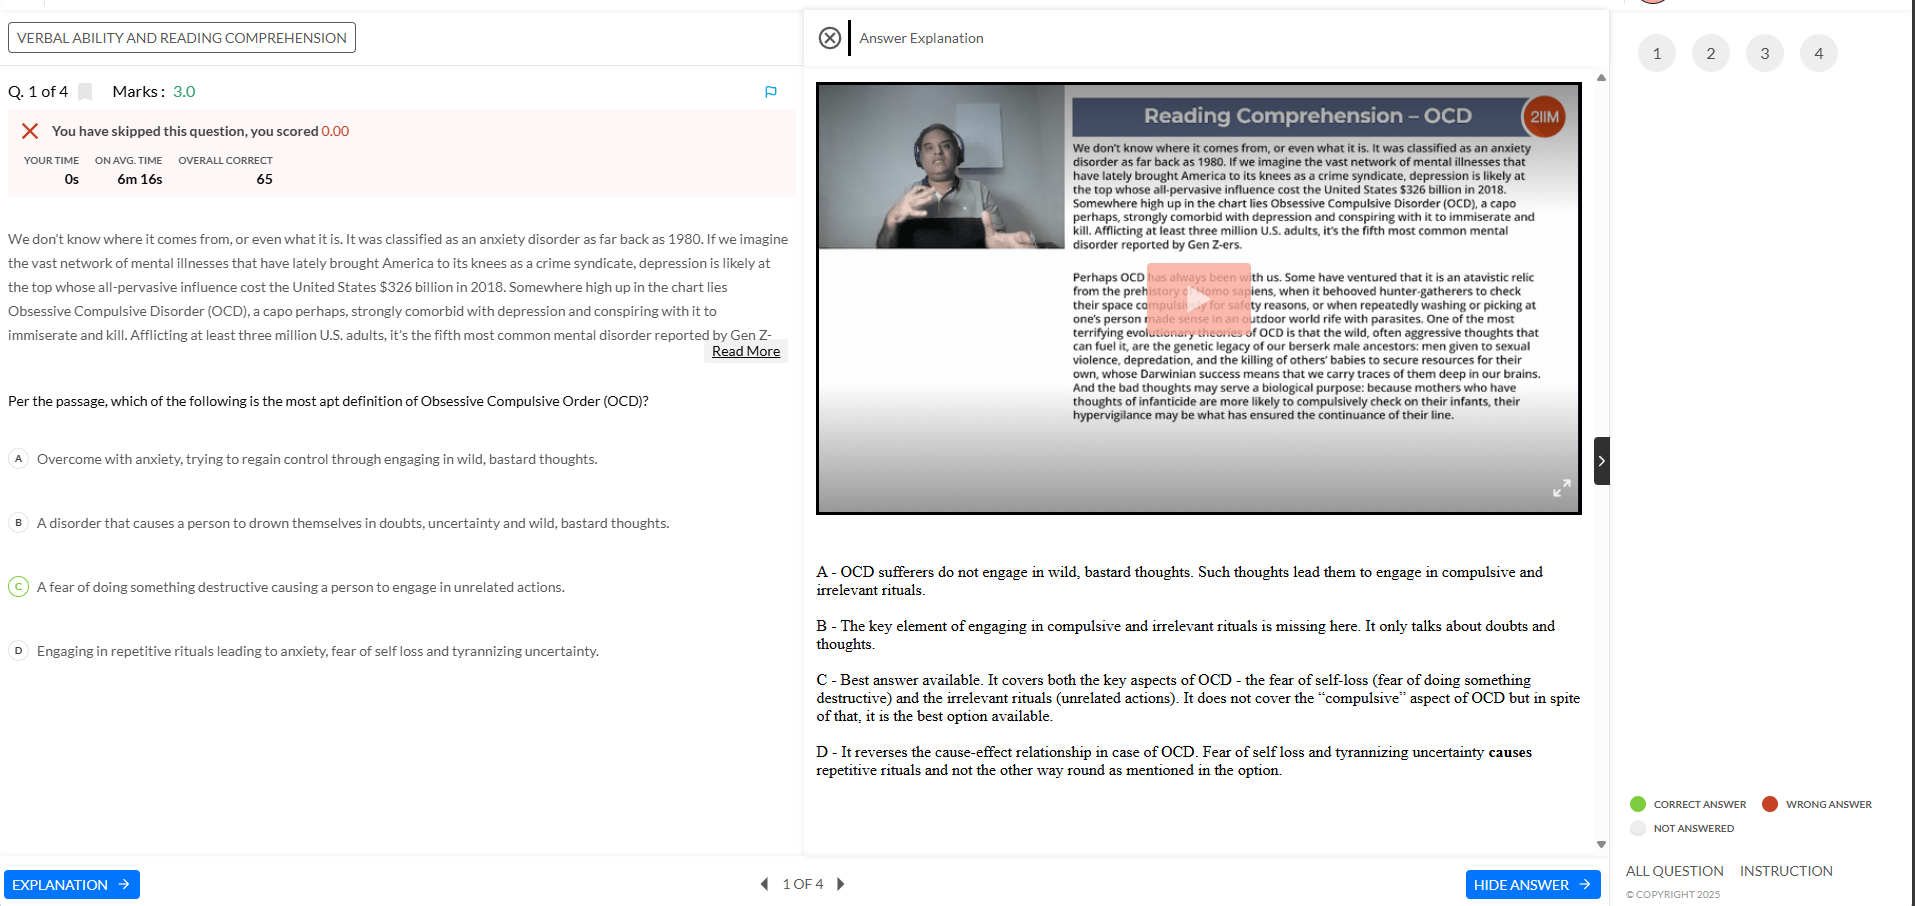 VERBAL ABILITY AND READING COMPREHENSION
Q. 1 of 4 Marks : 3.0
You have skipped this question, you scored 0.00
YOUR TIME ON AVG. TIME OVERALL CORRECT
0s 6m 16s 65
We don't know where it comes from, or even what it is. It was classified as an anxiety disorder as far back as 1980. If we imagine
the vast network of mental illnesses that have lately brought America to its knees as a crime syndicate, depression is likely at
the top whose all-pervasive influence cost the United States $326 billion in 2018. Somewhere high up in the chart lies
Obsessive Compulsive Disorder (OCD), a capo perhaps, strongly comorbid with depression and conspiring with it to
immiserate and kill. Afflicting at least three million U.S. adults, it's the fifth most common mental disorder reported by Gen Z-
Read More
Per the passage, which of the following is the most apt definition of Obsessive Compulsive Order (OCD)?
A Overcome with anxiety, trying to regain control through engaging in wild, bastard thoughts.
B A disorder that causes a person to drown themselves in doubts, uncertainty and wild, bastard thoughts.
C A fear of doing something destructive causing a person to engage in unrelated actions.
D Engaging in repetitive rituals leading to anxiety, fear of self loss and tyrannizing uncertainty.
EXPLANATION
1 OF 4
Answer Explanation
Reading Comprehension – OCD
2IIM
We don't know where it comes from, or even what it is. It was classified as an anxiety
disorder as far back as 1980. If we imagine the vast network of mental illnesses that
have lately brought America to its knees as a crime syndicate, depression is likely at
the top whose all-pervasive influence cost the United States $326 billion in 2018.
Somewhere high up in the chart lies Obsessive Compulsive Disorder (OCD), a capo
perhaps, strongly comorbid with depression and conspiring with it to immiserate and
kill. Afflicting at least three million U.S. adults, it's the fifth most common mental
disorder reported by Gen Z-ers.
Perhaps OCD has always been with us. Some have ventured that it is an atavistic relic
from the prehistory of Homo sapiens, when it behooved hunter-gatherers to check
their space compulsively for safety reasons, or when repeatedly washing or picking at
one's person made sense in an outdoor world rife with parasites. One of the most
terrifying evolutionary theories of OCD is that the wild, often aggressive thoughts that
can fuel it, are the genetic legacy of our berserk male ancestors: men given to sexual
violence, depredation, and the killing of others' babies to secure resources for their
own, whose Darwinian success means that we carry traces of them deep in our brains.
And the bad thoughts may serve a biological purpose: because mothers who have
thoughts of infanticide are more likely to compulsively check on their infants, their
hypervigilance may be what has ensured the continuance of their line.
A - OCD sufferers do not engage in wild, bastard thoughts. Such thoughts lead them to engage in compulsive and
irrelevant rituals.
B - The key element of engaging in compulsive and irrelevant rituals is missing here. It only talks about doubts and
thoughts.
C - Best answer available. It covers both the key aspects of OCD - the fear of self-loss (fear of doing something
destructive) and the irrelevant rituals (unrelated actions). It does not cover the “compulsive” aspect of OCD but in spite
of that, it is the best option available.
D - It reverses the cause-effect relationship in case of OCD. Fear of self loss and tyrannizing uncertainty causes
repetitive rituals and not the other way round as mentioned in the option.
HIDE ANSWER
1 2 3 4
CORRECT ANSWER WRONG ANSWER
NOT ANSWERED
ALL QUESTION INSTRUCTION
© COPYRIGHT 2025